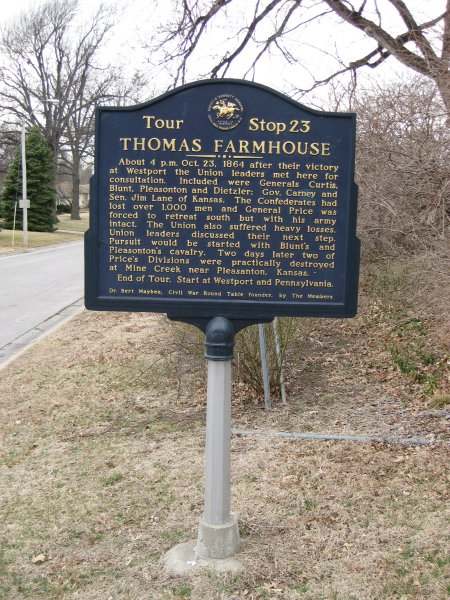 Tour Stop 23
THOMAS FARMHOUSE
About 4 p.m. Oct. 23, 1864 after their victory
at Westport the Union leaders met here for
consultation. Included were Generals Curtis,
Blunt, Pleasonton and Dietzler; Gov. Carney and
Sen. Jim Lane of Kansas. The Confederates had
lost over 1,000 men and General Price was
forced to retreat south but with his army
intact. The Union also suffered heavy losses.
Union leaders discussed their next step.
Pursuit would be started with Blunt's and
Pleasonton's cavalry. Two days later two of
Price's Divisions were practically destroyed
at Mine Creek near Pleasanton, Kansas.
End of Tour. Start at Westport and Pennsylvania.
Dr. Bert Maybee, Civil War Round Table founder, by The Members